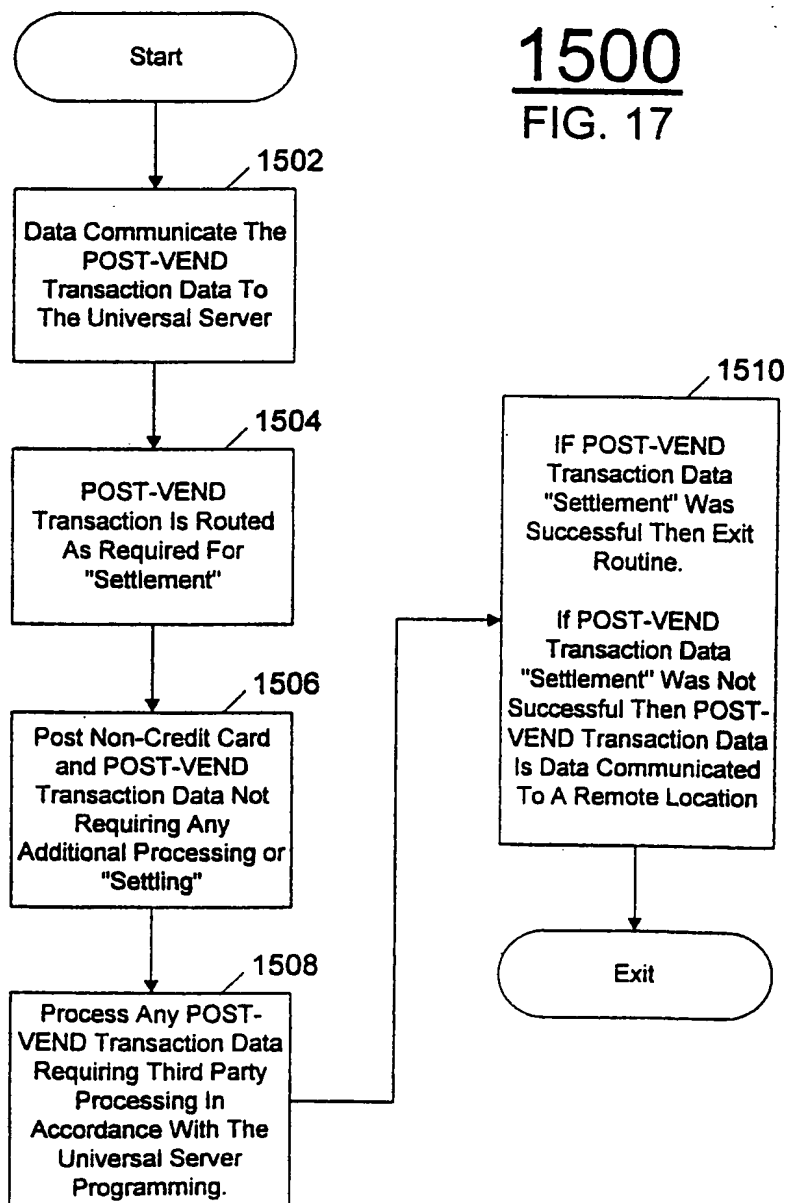 Start
1500
FIG. 17
1502
Data Communicate The
POST-VEND
Transaction Data To
The Universal Server
1504
POST-VEND
Transaction Is Routed
As Required For
"Settlement"
1506
Post Non-Credit Card
and POST-VEND
Transaction Data Not
Requiring Any
Additional Processing or
"Settling"
1508
Process Any POST-
VEND Transaction Data
Requiring Third Party
Processing In
Accordance With The
Universal Server
Programming.
1510
IF POST-VEND
Transaction Data
"Settlement" Was
Successful Then Exit
Routine.
If POST-VEND
Transaction Data
"Settlement" Was Not
Successful Then POST-
VEND Transaction Data
Is Data Communicated
To A Remote Location
Exit